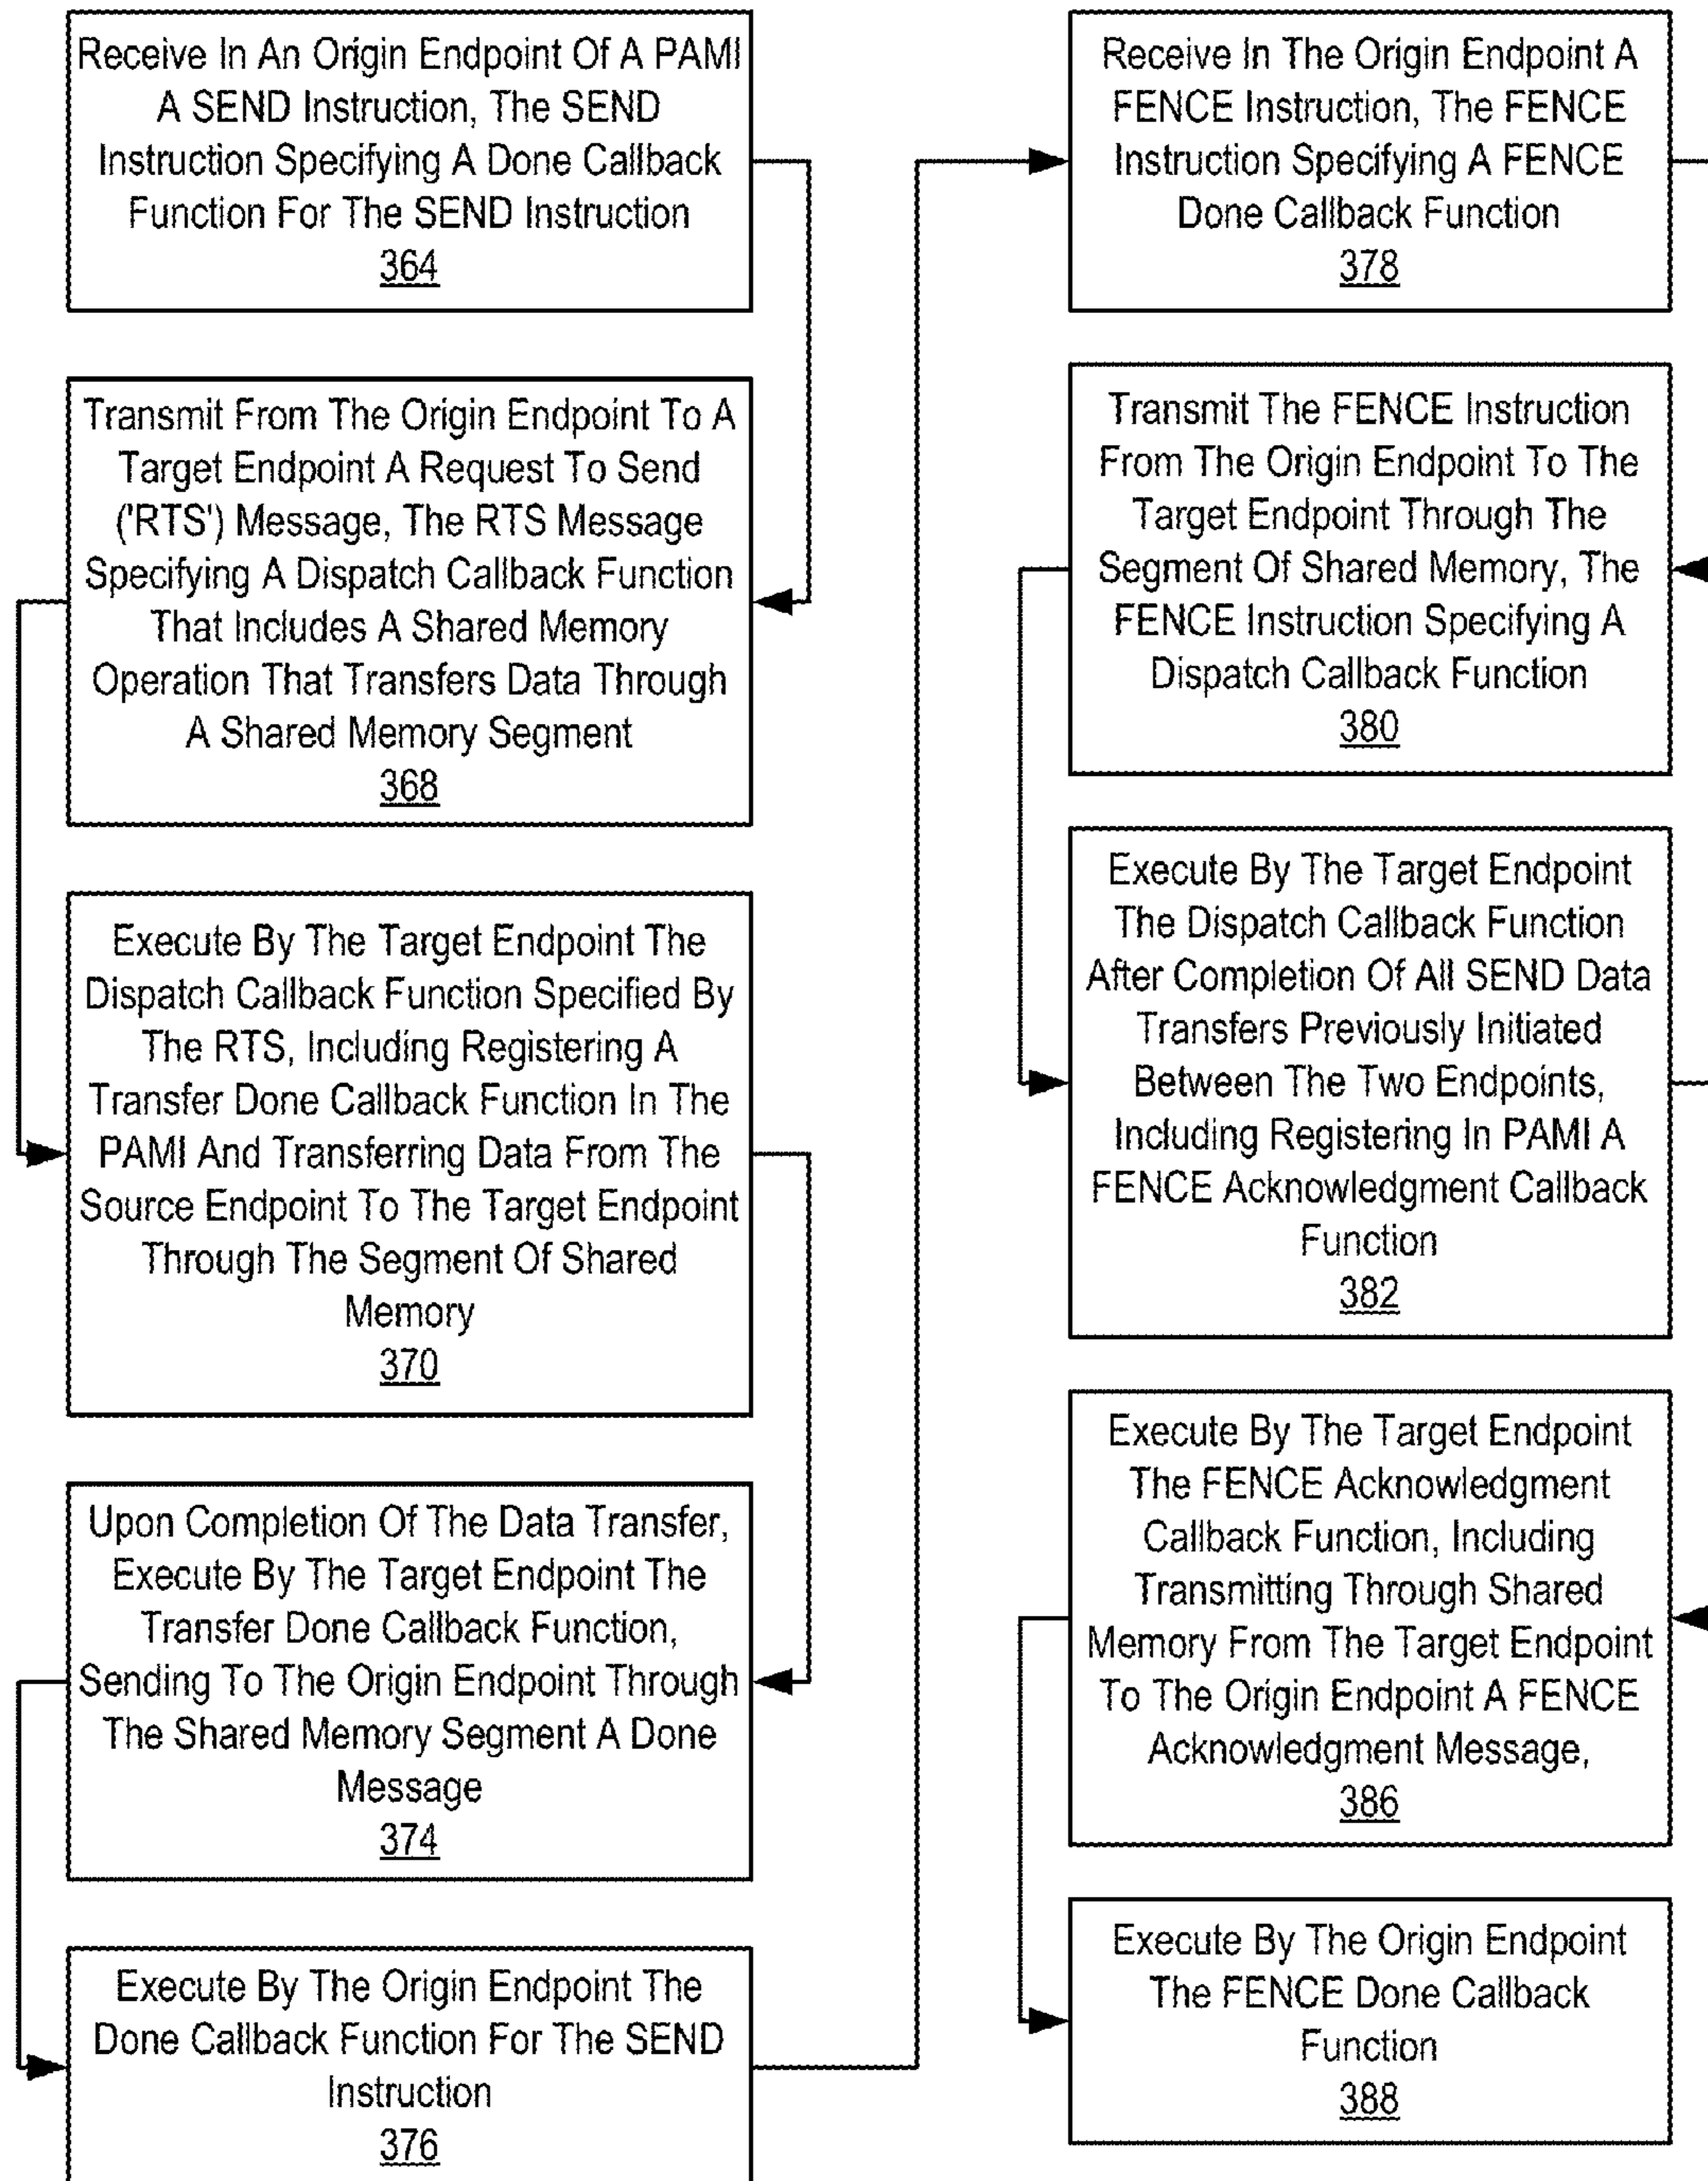 Receive In An Origin Endpoint Of A PAMI
A SEND Instruction, The SEND
Instruction Specifying A Done Callback
Function For The SEND Instruction
364
Transmit From The Origin Endpoint To A
Target Endpoint A Request To Send
('RTS') Message, The RTS Message
Specifying A Dispatch Callback Function
That Includes A Shared Memory
Operation That Transfers Data Through
A Shared Memory Segment
368
Execute By The Target Endpoint The
Dispatch Callback Function Specified By
The RTS, Including Registering A
Transfer Done Callback Function In The
PAMI And Transferring Data From The
Source Endpoint To The Target Endpoint
Through The Segment Of Shared
Memory
370
Upon Completion Of The Data Transfer,
Execute By The Target Endpoint The
Transfer Done Callback Function,
Sending To The Origin Endpoint Through
The Shared Memory Segment A Done
Message
374
Execute By The Origin Endpoint The
Done Callback Function For The SEND
Instruction
376
Receive In The Origin Endpoint A
FENCE Instruction, The FENCE
Instruction Specifying A FENCE
Done Callback Function
378
Transmit The FENCE Instruction
From The Origin Endpoint To The
Target Endpoint Through The
Segment Of Shared Memory, The
FENCE Instruction Specifying A
Dispatch Callback Function
380
Execute By The Target Endpoint
The Dispatch Callback Function
After Completion Of All SEND Data
Transfers Previously Initiated
Between The Two Endpoints,
Including Registering In PAMI A
FENCE Acknowledgment Callback
Function
382
Execute By The Target Endpoint
The FENCE Acknowledgment
Callback Function, Including
Transmitting Through Shared
Memory From The Target Endpoint
To The Origin Endpoint A FENCE
Acknowledgment Message,
386
Execute By The Origin Endpoint
The FENCE Done Callback
Function
388